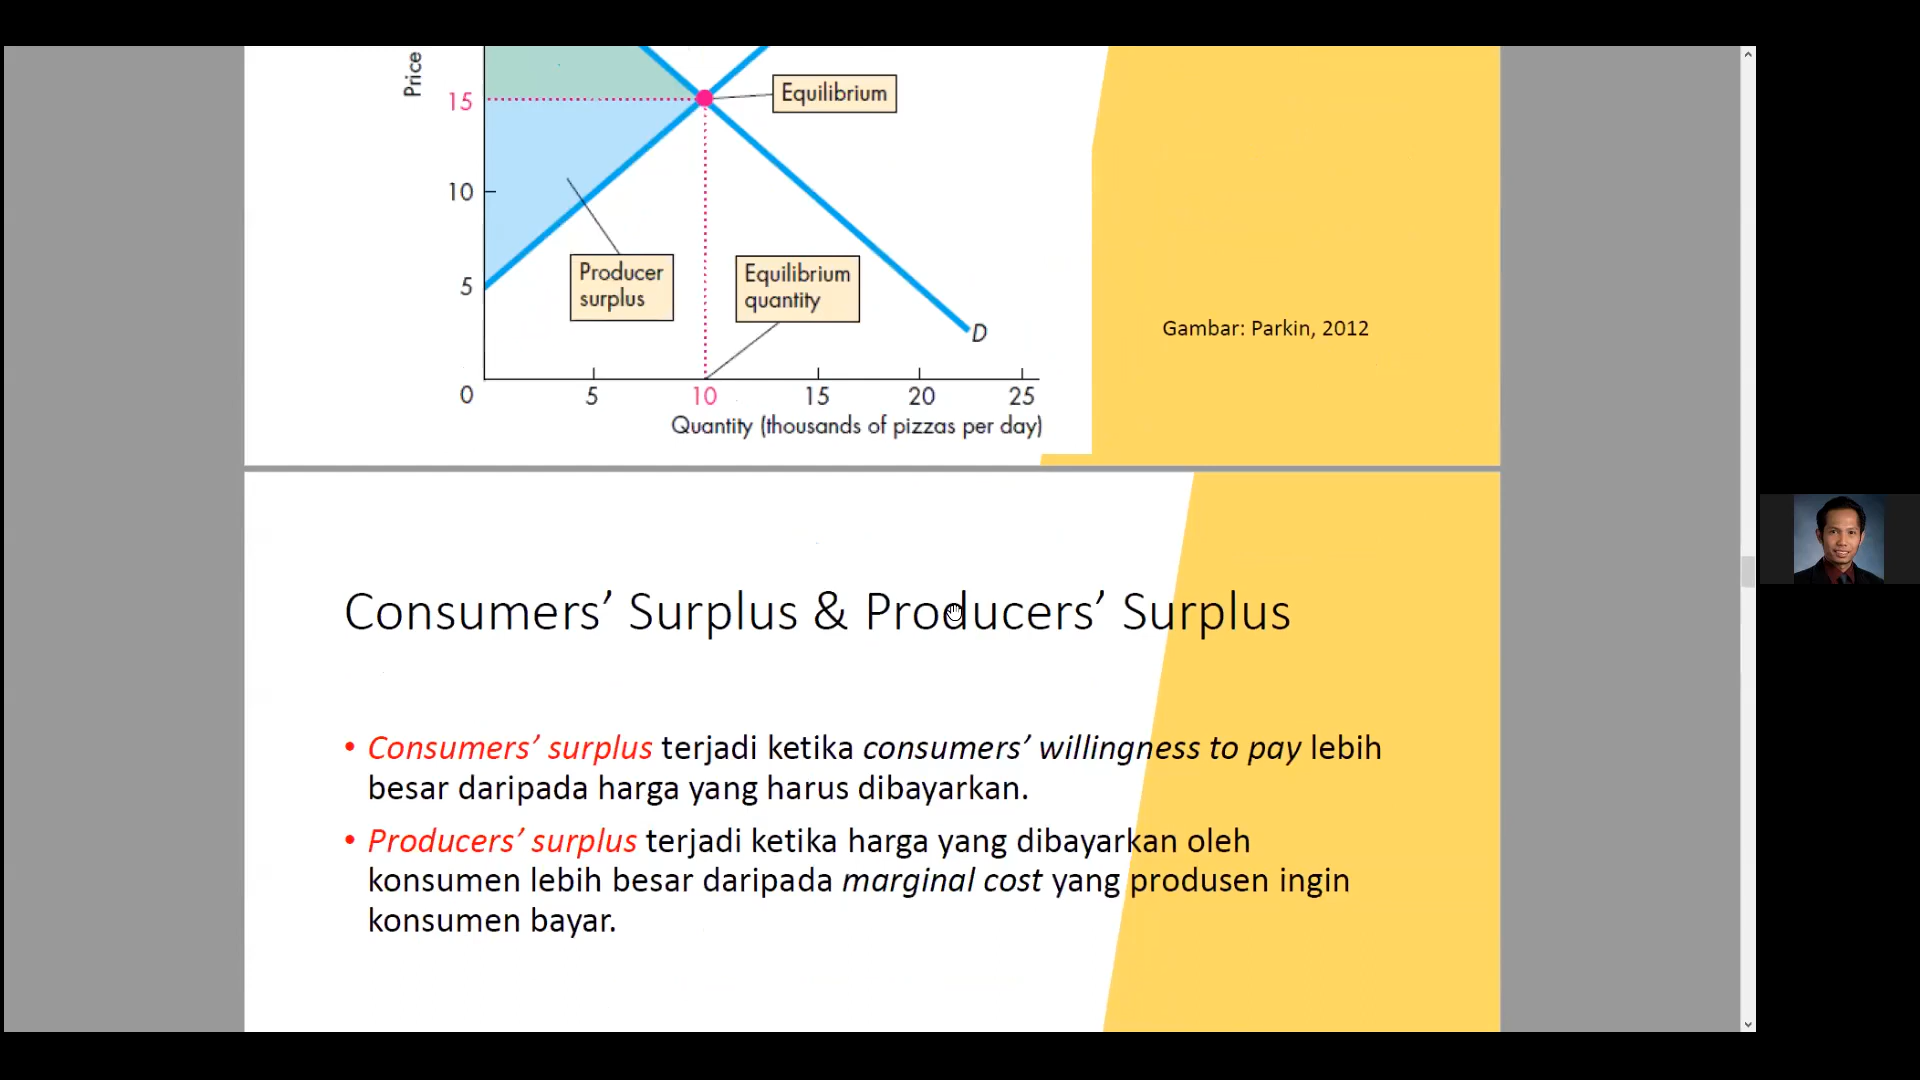 Price
15
Equilibrium
10
5
Producer
surplus
Equilibrium
quantity
D
Gambar: Parkin, 2012
0
5
10
15
20
25
Quantity (thousands of pizzas per day)
Consumers’ Surplus & Producers’ Surplus
• Consumers’ surplus terjadi ketika consumers’ willingness to pay lebih
besar daripada harga yang harus dibayarkan.
• Producers’ surplus terjadi ketika harga yang dibayarkan oleh
konsumen lebih besar daripada marginal cost yang produsen ingin
konsumen bayar.